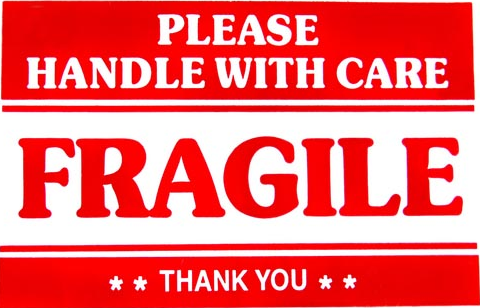 PLEASE
HANDLE WITH CARE
FRAGILE
** THANK YOU **